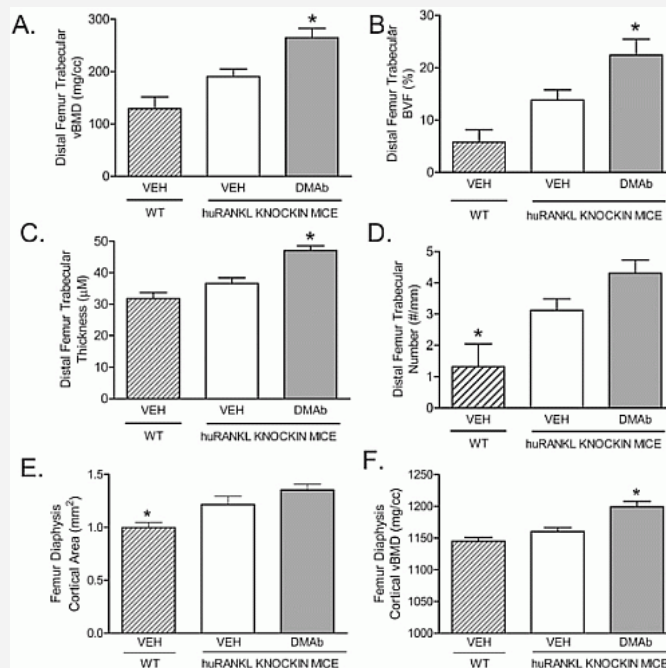 A.
Distal Femur Trabecular
vBMD (mg/cc)
300
200
100
0
*
VEH
VEH
DMAb
WT
huRANKL KNOCKIN MICE
B.
Distal Femur Trabecular
BVF (%)
30
20
10
0
*
VEH
VEH
DMAb
WT
huRANKL KNOCKIN MICE
C.
Distal Femur Trabecular
Thickness (µM)
50
40
30
20
10
0
*
VEH
VEH
DMAb
WT
huRANKL KNOCKIN MICE
D.
Distal Femur Trabecular
Number (#/mm)
5
4
3
2
1
0
*
VEH
VEH
DMAb
WT
huRANKL KNOCKIN MICE
E.
Femur Diaphysis
Cortical Area (mm²)
1.5
1.0
0.5
0.0
*
VEH
VEH
DMAb
WT
huRANKL KNOCKIN MICE
F.
Femur Diaphysis
Cortical vBMD (mg/cc)
1250
1200
1150
1100
1050
1000
*
VEH
VEH
DMAb
WT
huRANKL KNOCKIN MICE